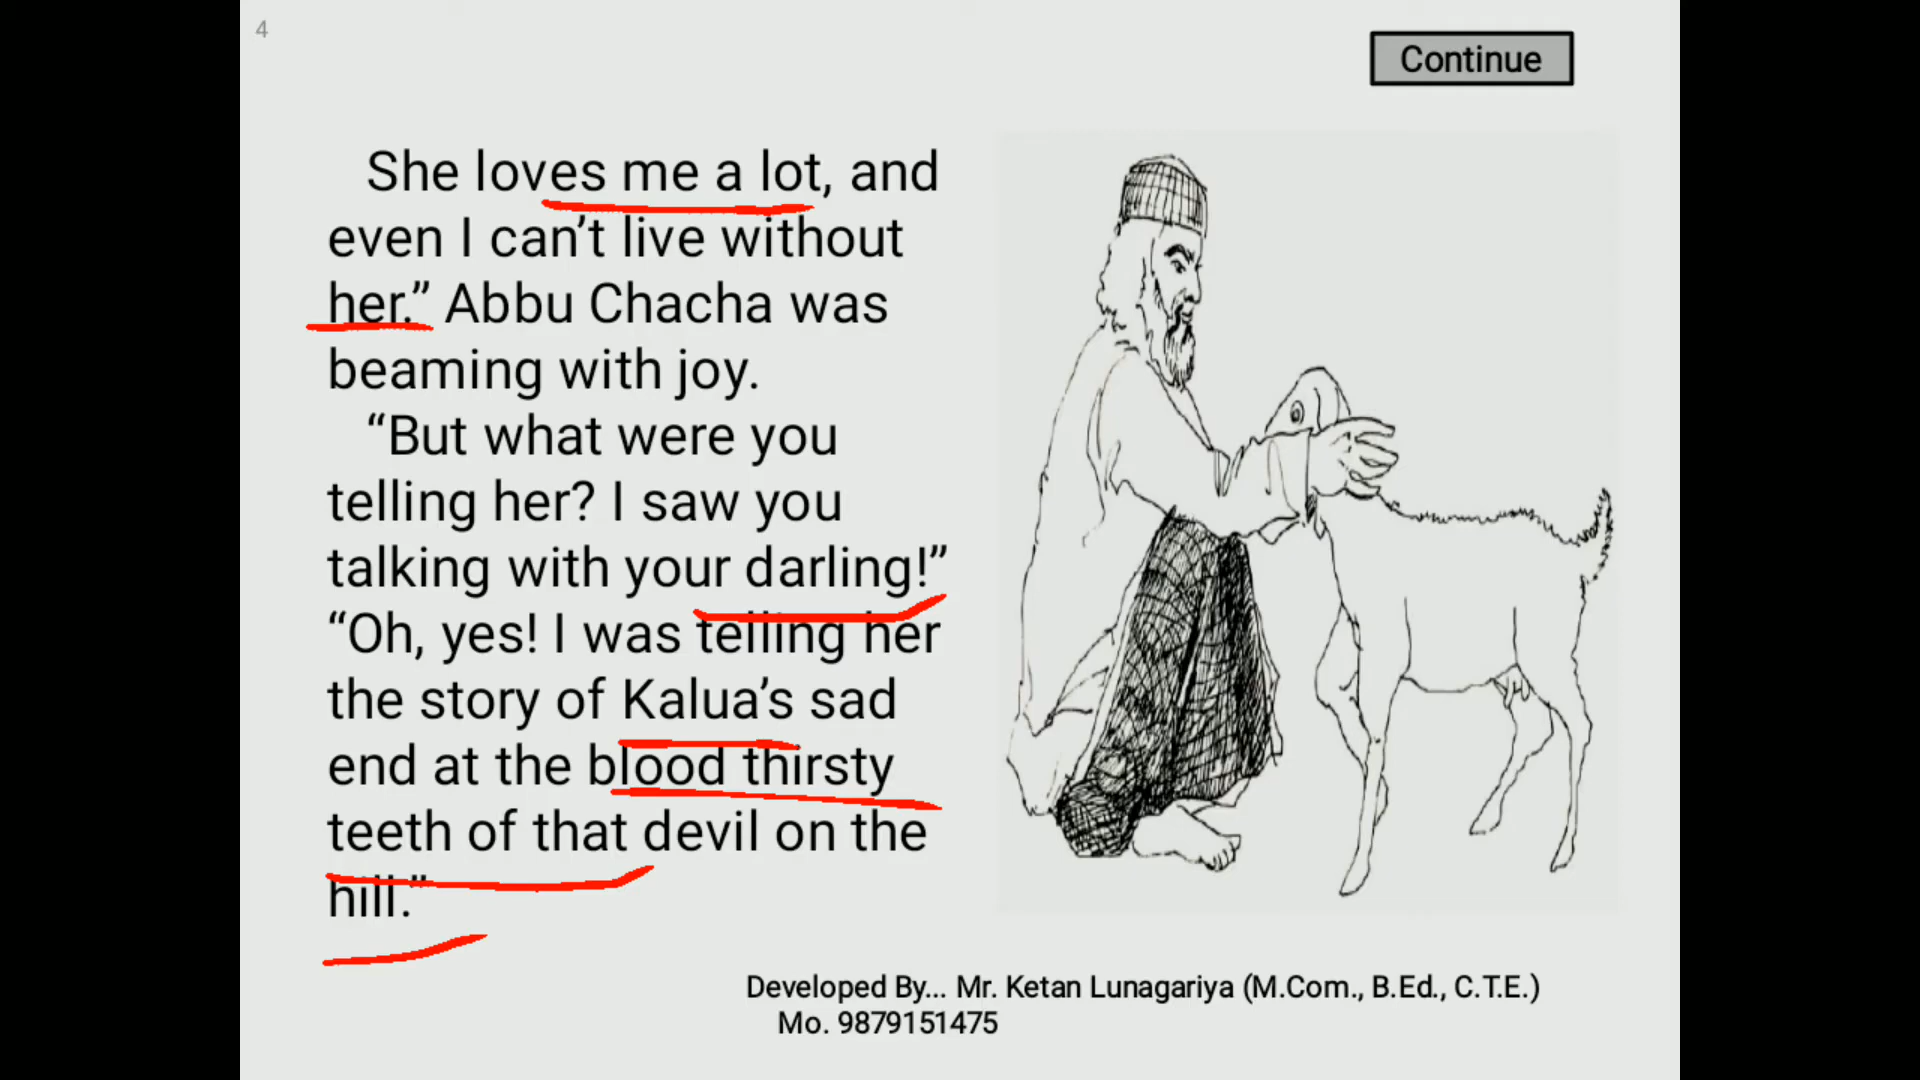 4
Continue
She loves me a lot, and
even I can’t live without
her.” Abbu Chacha was
beaming with joy.
“But what were you
telling her? I saw you
talking with your darling!”
“Oh, yes! I was telling her
the story of Kalua’s sad
end at the blood thirsty
teeth of that devil on the
hill.”
Developed By... Mr. Ketan Lunagariya (M.Com., B.Ed., C.T.E.)
Mo. 9879151475